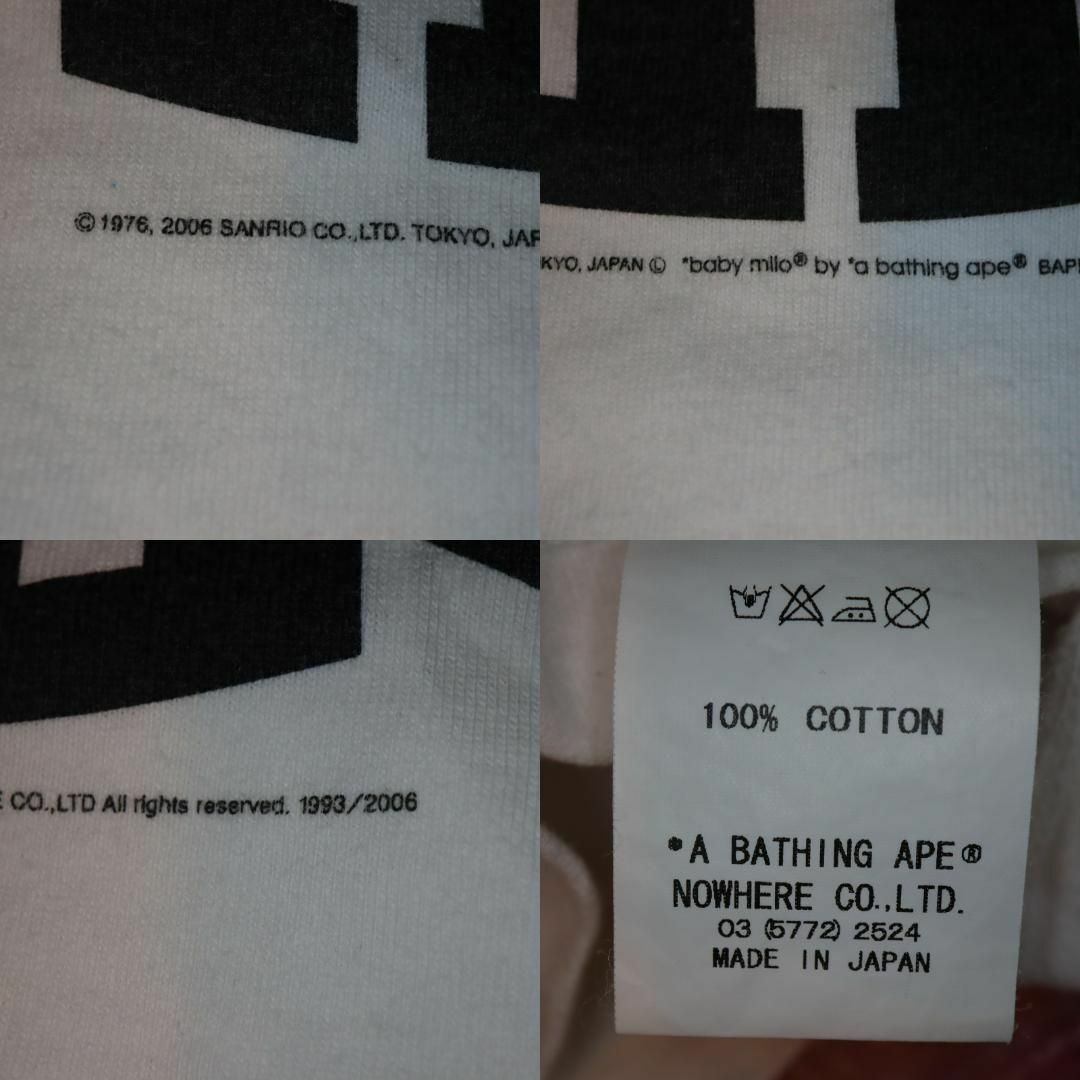 ©1976, 2006 SANRIO CO.,LTD. TOKYO, JAP
KYO, JAPAN Ⓛ *baby milo® by *a bathing ape® BAP
E CO.,LTD All rights reserved. 1993/2006
100% COTTON
*A BATHING APE®
NOWHERE CO.,LTD.
03 (5772) 2524
MADE IN JAPAN